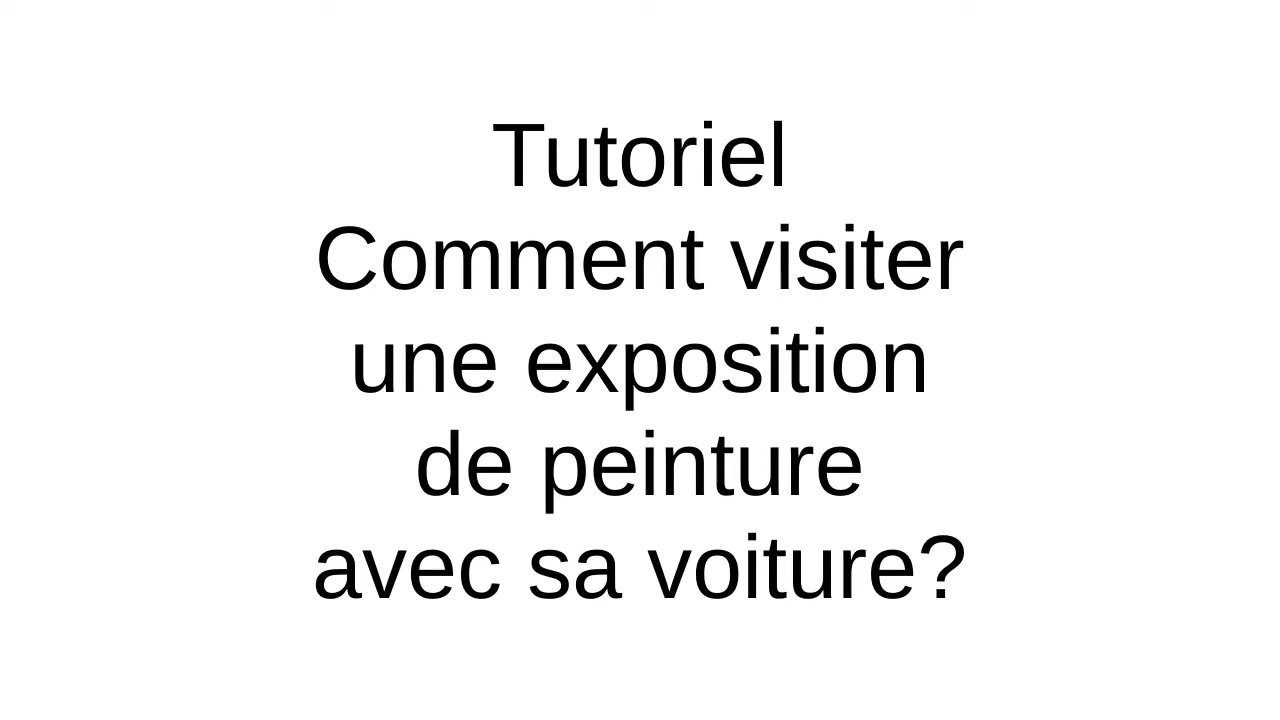 Tutoriel
Comment visiter
une exposition
de peinture
avec sa voiture?